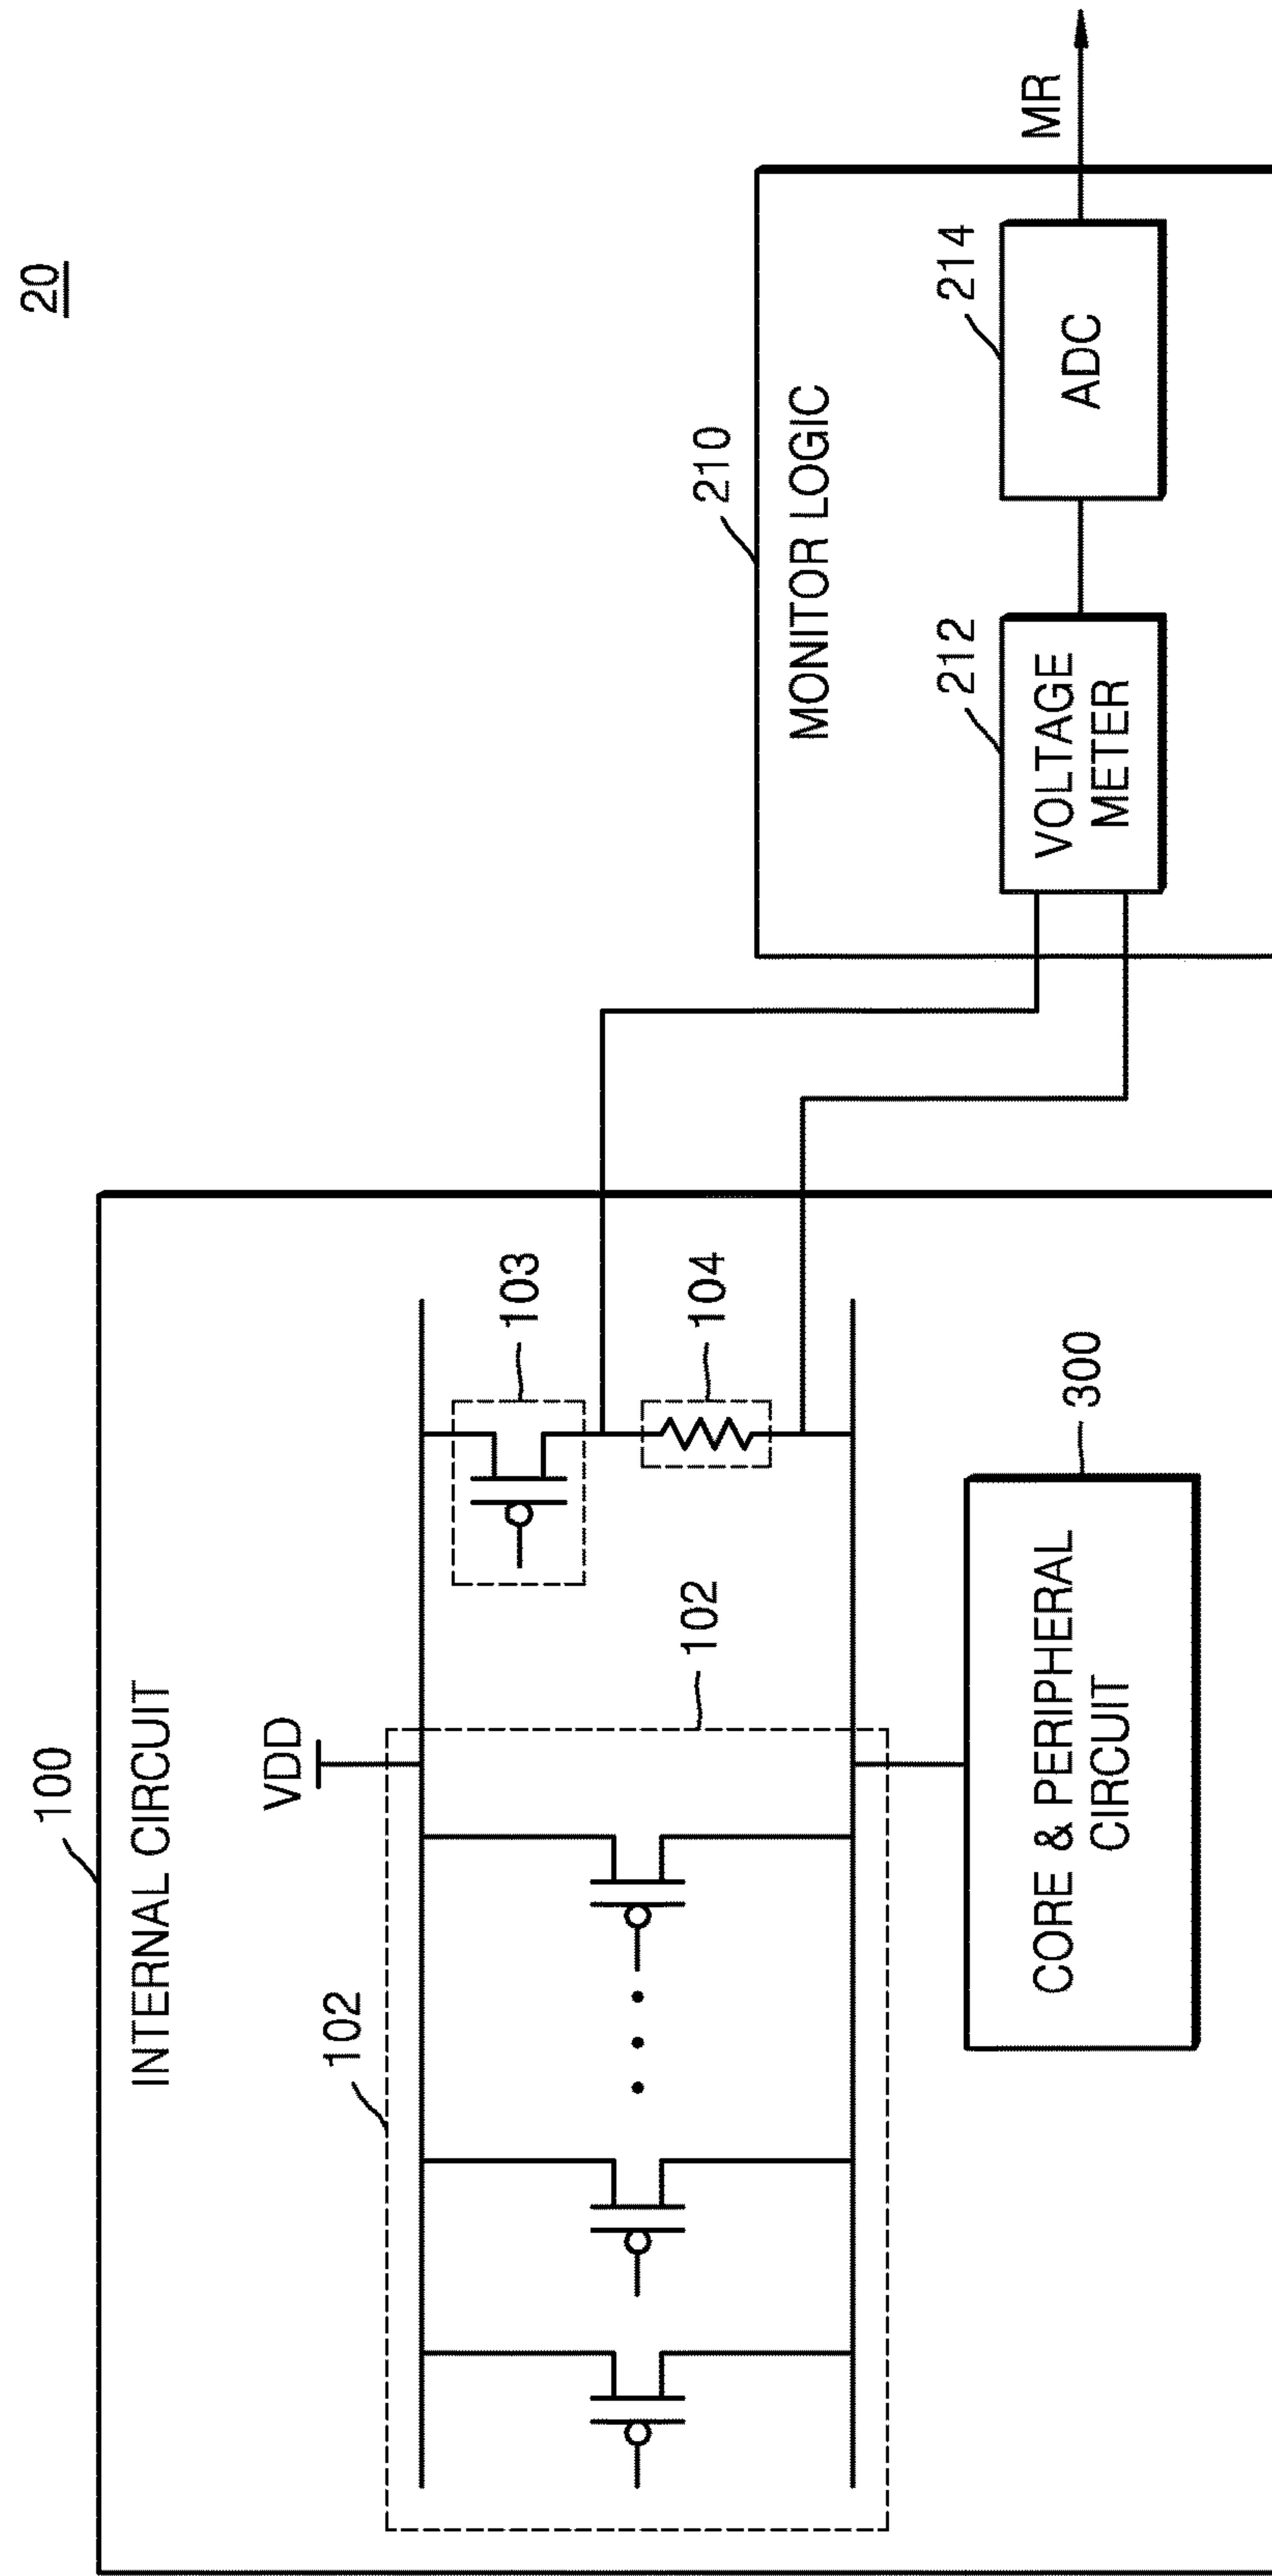 20
100
INTERNAL CIRCUIT
VDD
102
102
103
104
CORE & PERIPHERAL
CIRCUIT
300
210
MONITOR LOGIC
212
VOLTAGE
METER
214
ADC
MR